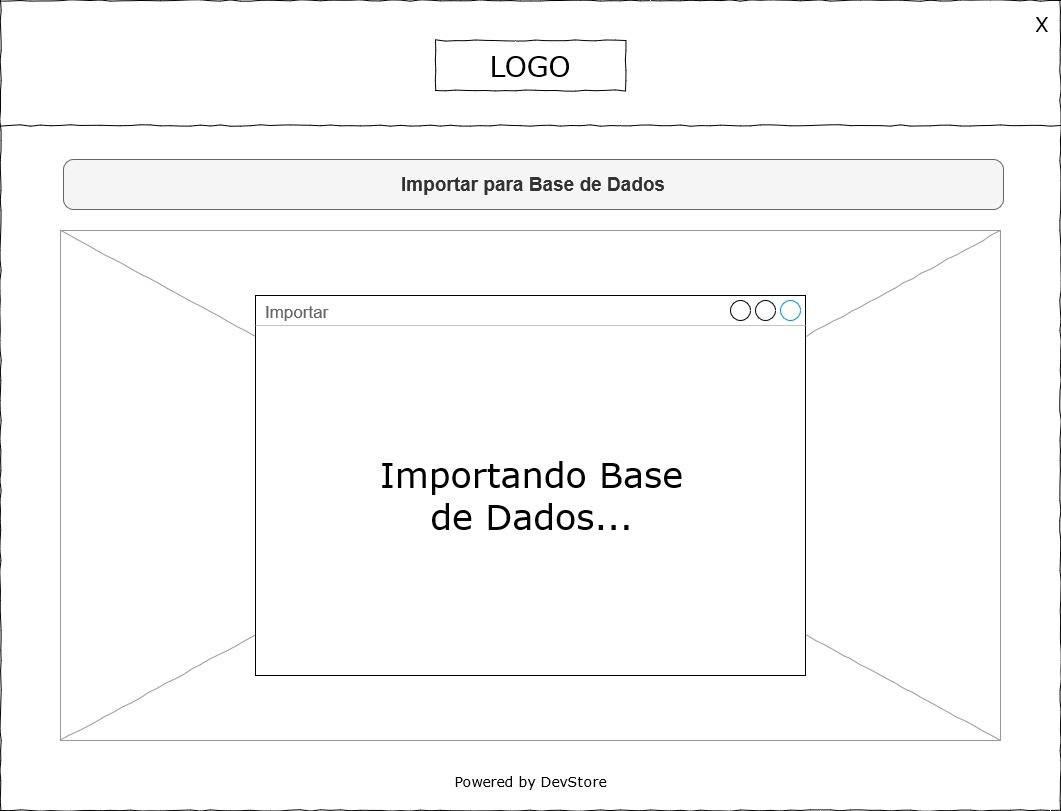 X
LOGO
Importar para Base de Dados
Importar
Importando Base
de Dados...
Powered by DevStore